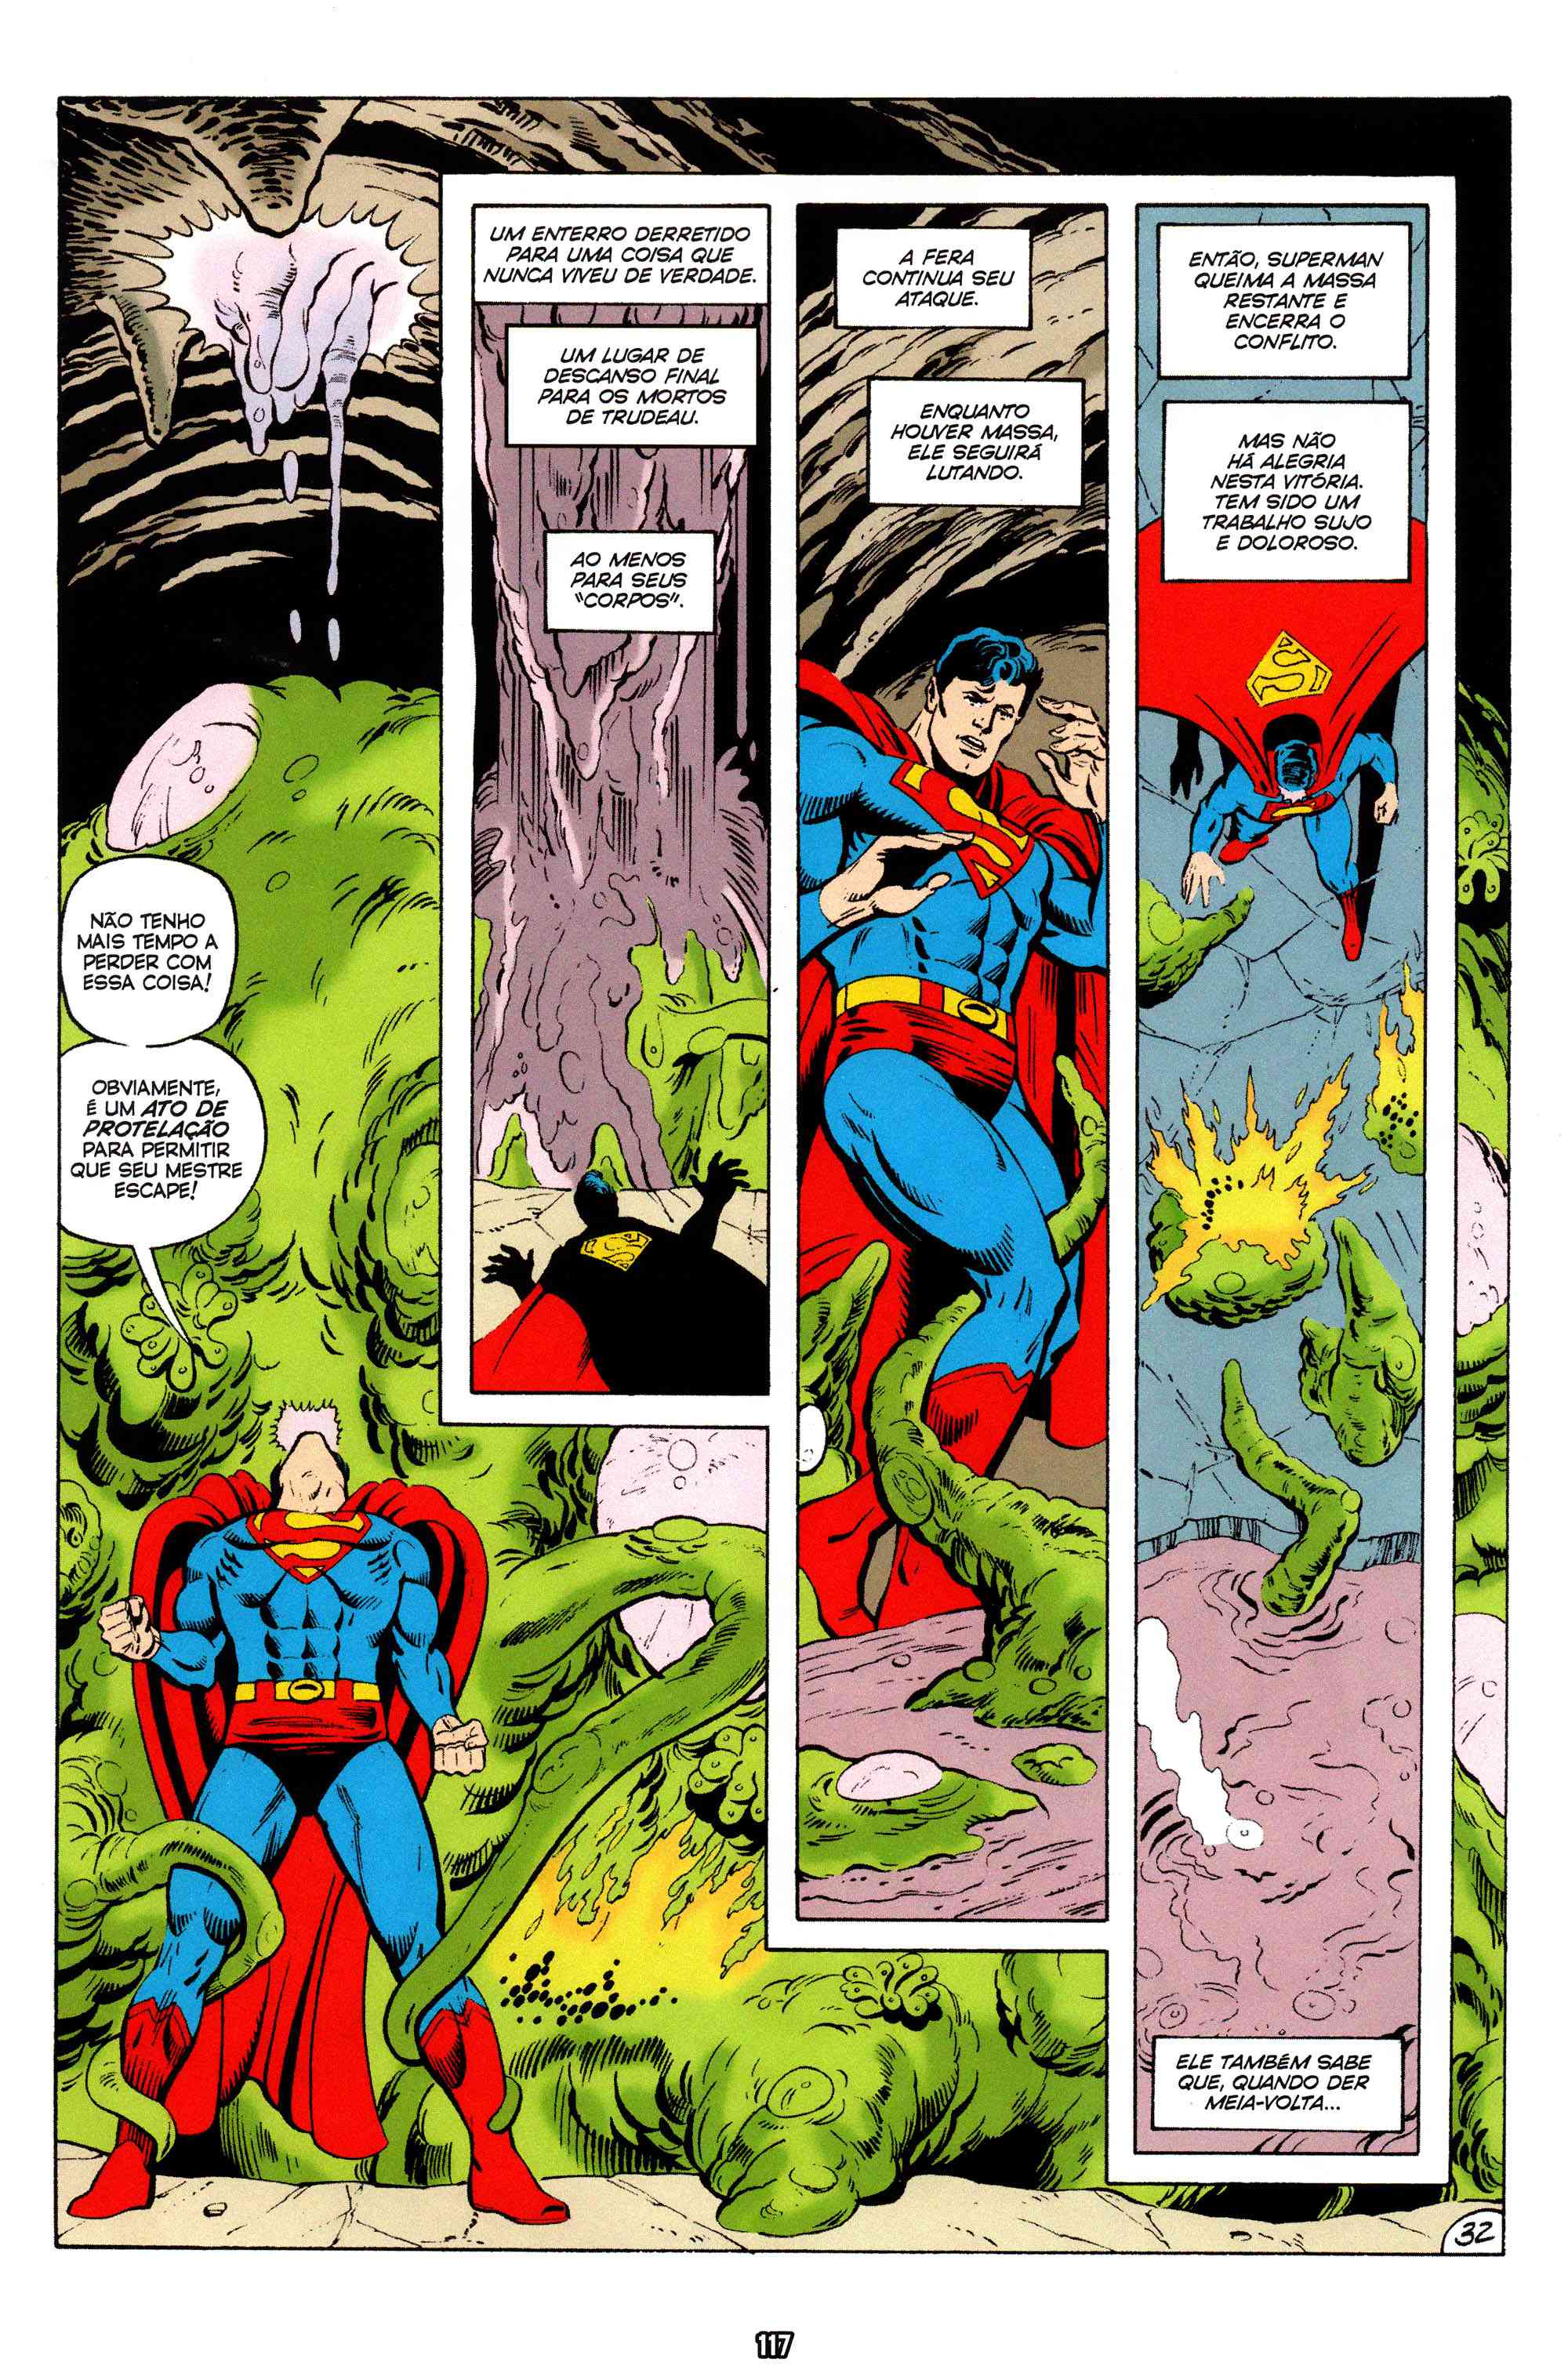 NÃO TENHO
MAIS TEMPO A
PERDER COM
ESSA COISA!
OBVIAMENTE,
É UM ATO DE
PROTELAÇÃO
PARA PERMITIR
QUE SEU MESTRE
ESCAPE!
UM ENTERRO DERRETIDO
PARA UMA COISA QUE
NUNCA VIVEU DE VERDADE.
UM LUGAR DE
DESCANSO FINAL
PARA OS MORTOS
DE TRUDEAU.
AO MENOS
PARA SEUS
"CORPOS".
A FERA
CONTINUA SEU
ATAQUE.
ENQUANTO
HOUVER MASSA,
ELE SEGUIRÁ
LUTANDO.
ENTÃO, SUPERMAN
QUEIMA A MASSA
RESTANTE E
ENCERRA O
CONFLITO.
MAS NÃO
HÁ ALEGRIA
NESTA VITÓRIA.
TEM SIDO UM
TRABALHO SUJO
E DOLOROSO.
ELE TAMBÉM SABE
QUE, QUANDO DER
MEIA-VOLTA...
32
117